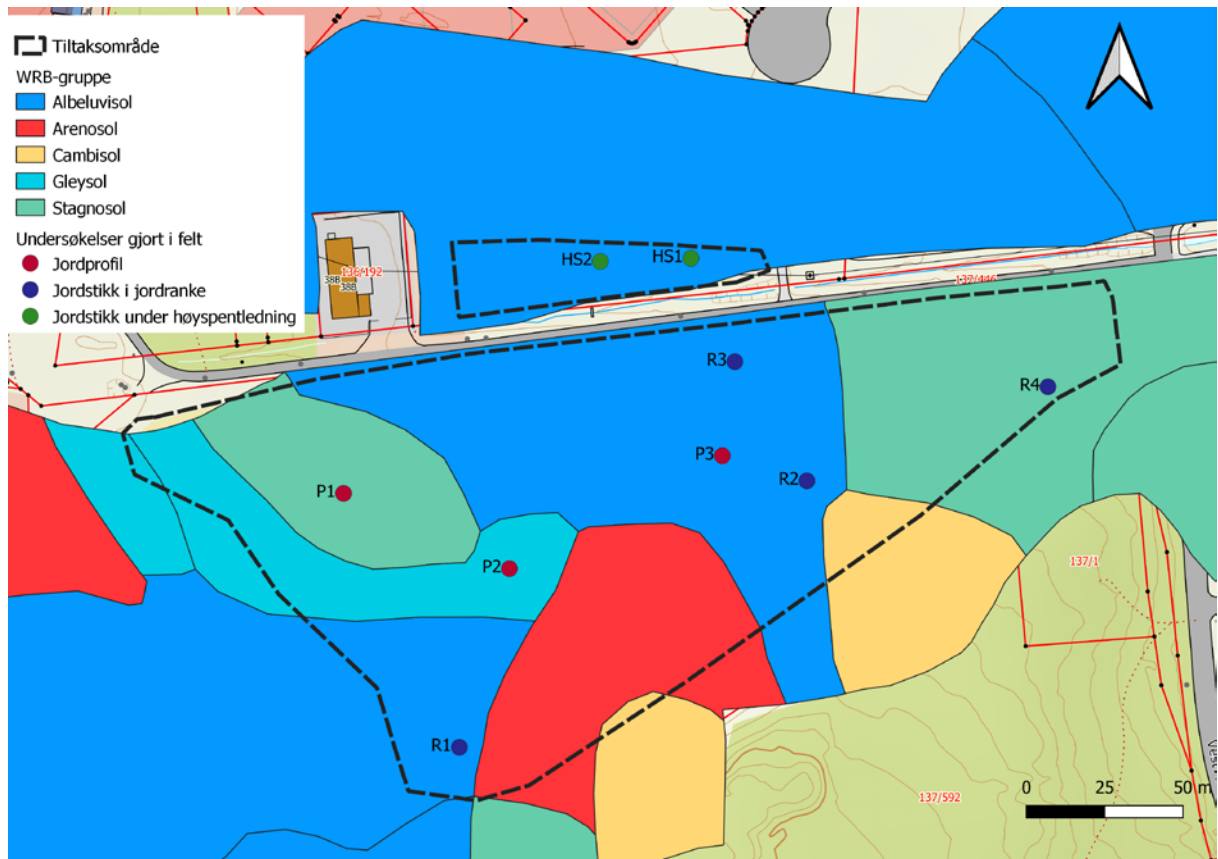 Tiltaksområde
WRB-gruppe
Albeluvisol
Arenosol
Cambisol
Gleysol
Stagnosol
Undersøkelser gjort i felt
Jordprofil
Jordstikk i jordranke
Jordstikk under høyspentledning
136/192
38B
38B
HS2
HS1
137/446
R3
R4
P3
R2
P1
P2
137/1
R1
137/592
0 25 50 m